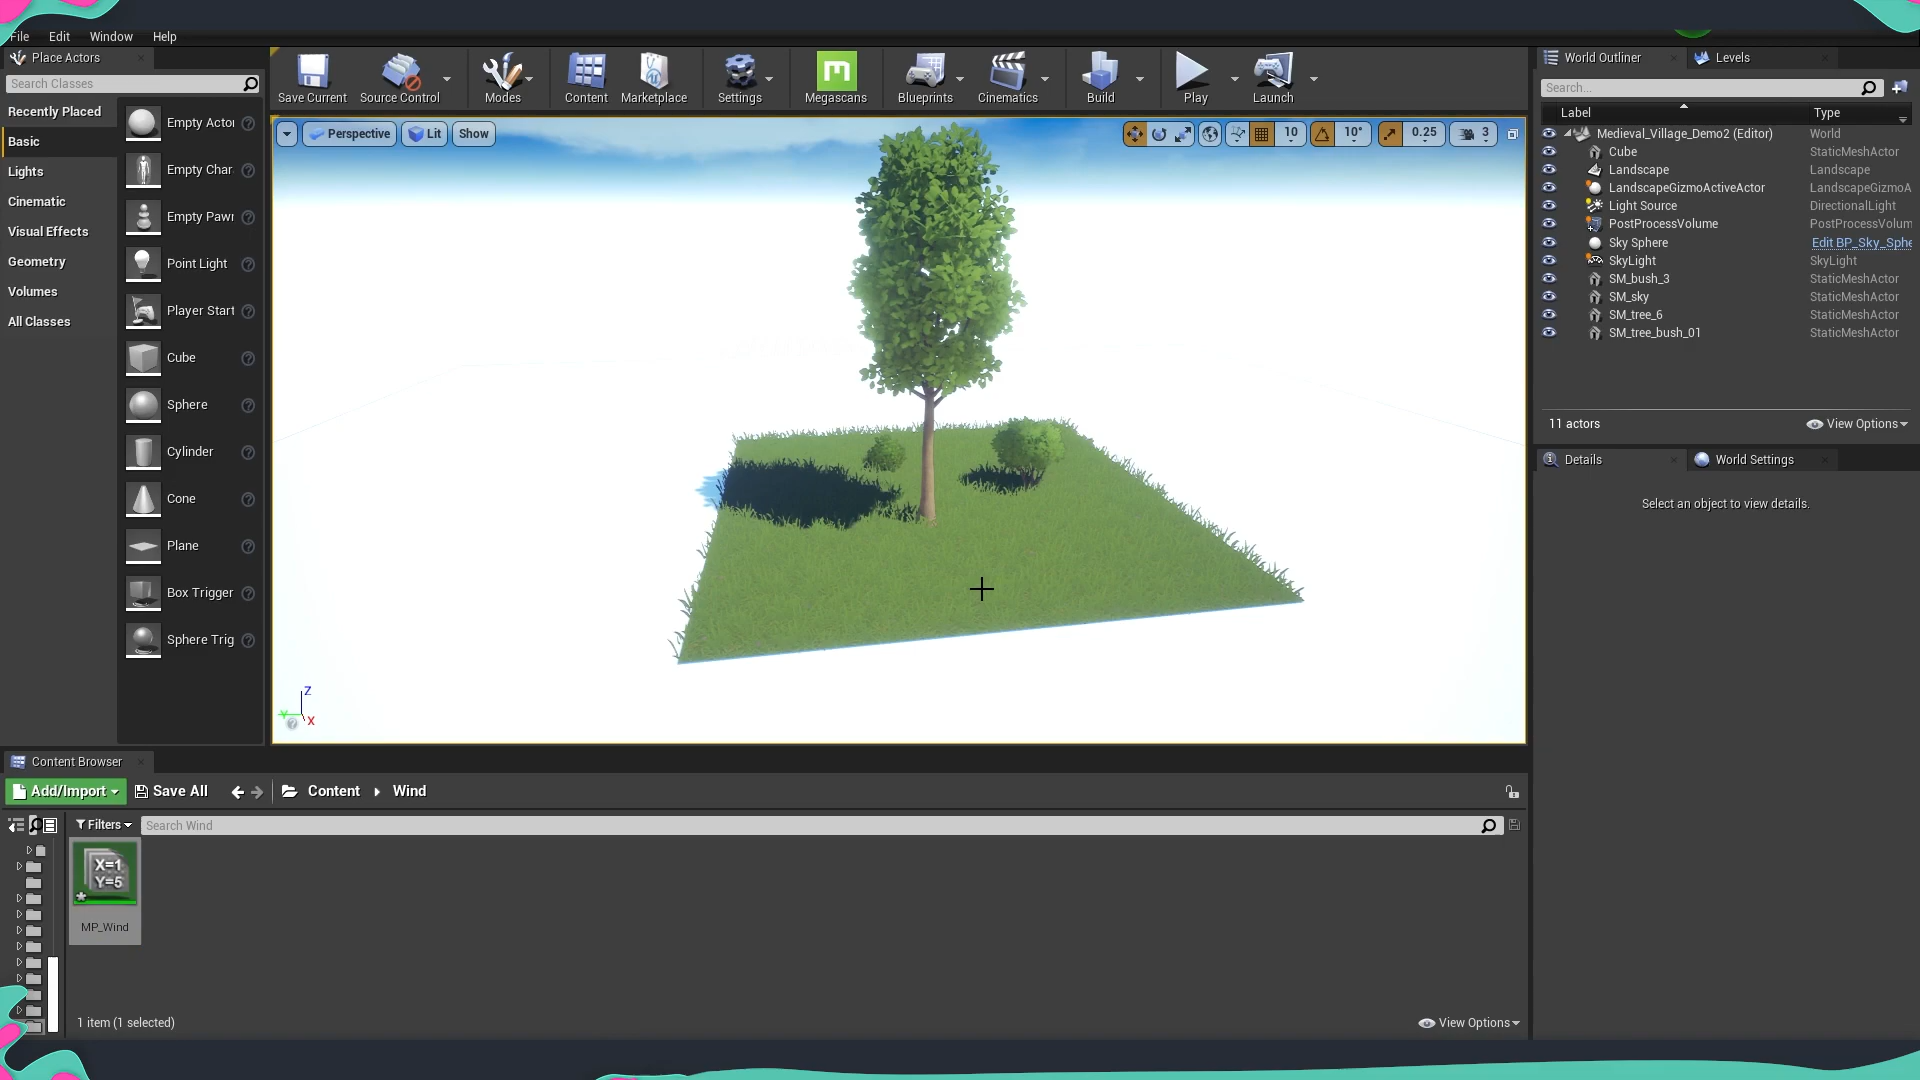 File Edit Window Help
Place Actors
Search Classes
Recently Placed
Basic
Lights
Cinematic
Visual Effects
Geometry
Volumes
All Classes
Empty Actor
Empty Char
Empty Pawn
Point Light
Player Start
Cube
Sphere
Cylinder
Cone
Plane
Box Trigger
Sphere Trig
Save Current Source Control Modes Content Marketplace Settings Megascans Blueprints Cinematics Build Play Launch
Perspective Lit Show
10 10° 0.25 3
Z
Y
X
World Outliner Levels
Search...
Label Type
Medieval_Village_Demo2 (Editor) World
Cube StaticMeshActor
Landscape Landscape
LandscapeGizmoActiveActor LandscapeGizmoA
Light Source DirectionalLight
PostProcessVolume PostProcessVolum
Sky Sphere Edit BP_Sky_Sphe
SkyLight SkyLight
SM_bush_3 StaticMeshActor
SM_sky StaticMeshActor
SM_tree_6 StaticMeshActor
SM_tree_bush_01 StaticMeshActor
11 actors View Options
Details World Settings
Select an object to view details.
Content Browser
Add/Import Save All Content Wind
Filters Search Wind
X=1
Y=5
MP_Wind
1 item (1 selected) View Options